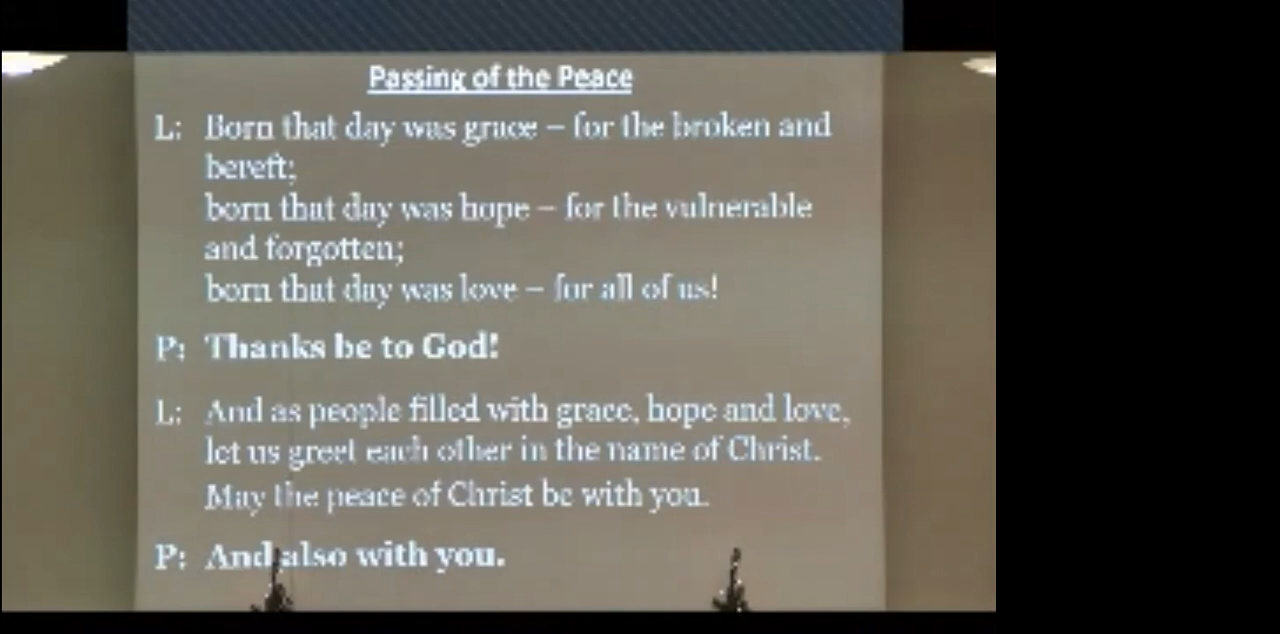 Passing of the Peace
L: Born that day was grace – for the broken and
bereft;
born that day was hope – for the vulnerable
and forgotten;
born that day was love – for all of us!
P: Thanks be to God!
L: And as people filled with grace, hope and love,
let us greet each other in the name of Christ.
May the peace of Christ be with you.
P: And also with you.